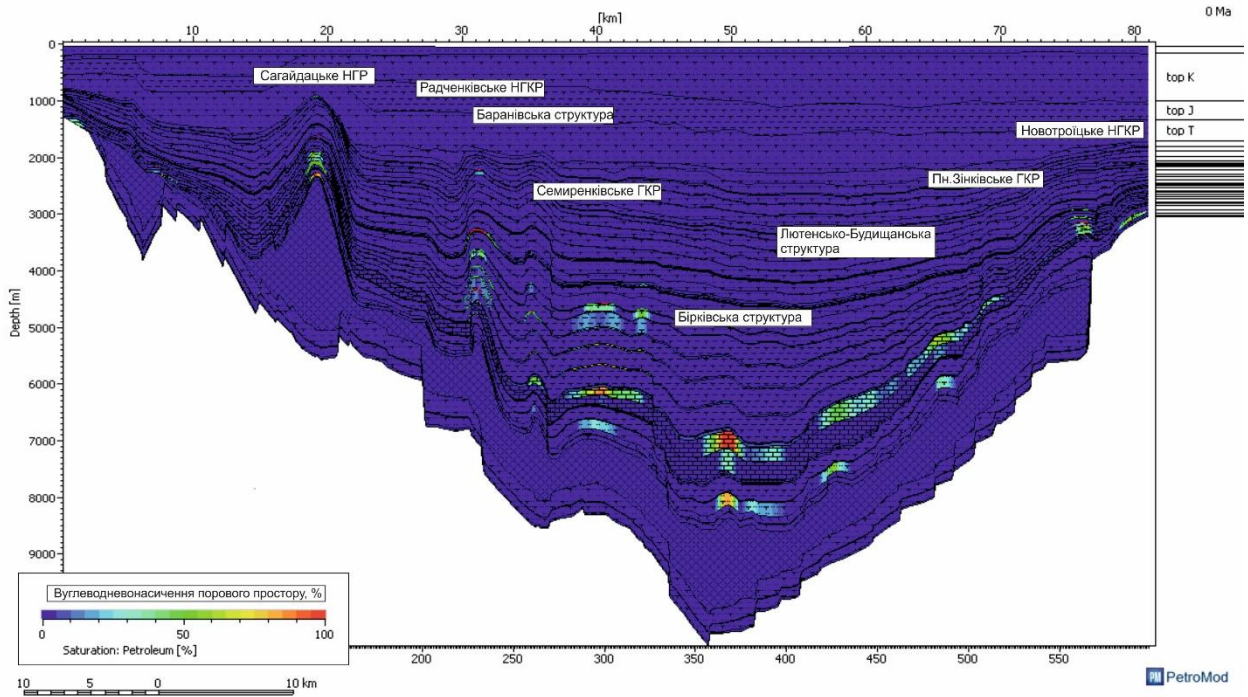 [km]
0 Ma
10 20 30 40 50 60 70 80
0
Сагайдацьке НГР
Радченківське НГКР
Баранівська структура
Новотроїцьке НГКР
Семиренківське ГКР
Пн.Зінківське ГКР
Лютенсько-Будищанська
структура
Бірківська структура
top K
top J
top T
Depth [m]
1000
2000
3000
4000
5000
6000
7000
8000
9000
Вуглеводневонасичення порового простору, %
0 50 100
Saturation: Petroleum [%]
200 250 300 350 400 450 500 550
10 5 0 10 km
PM PetroMod